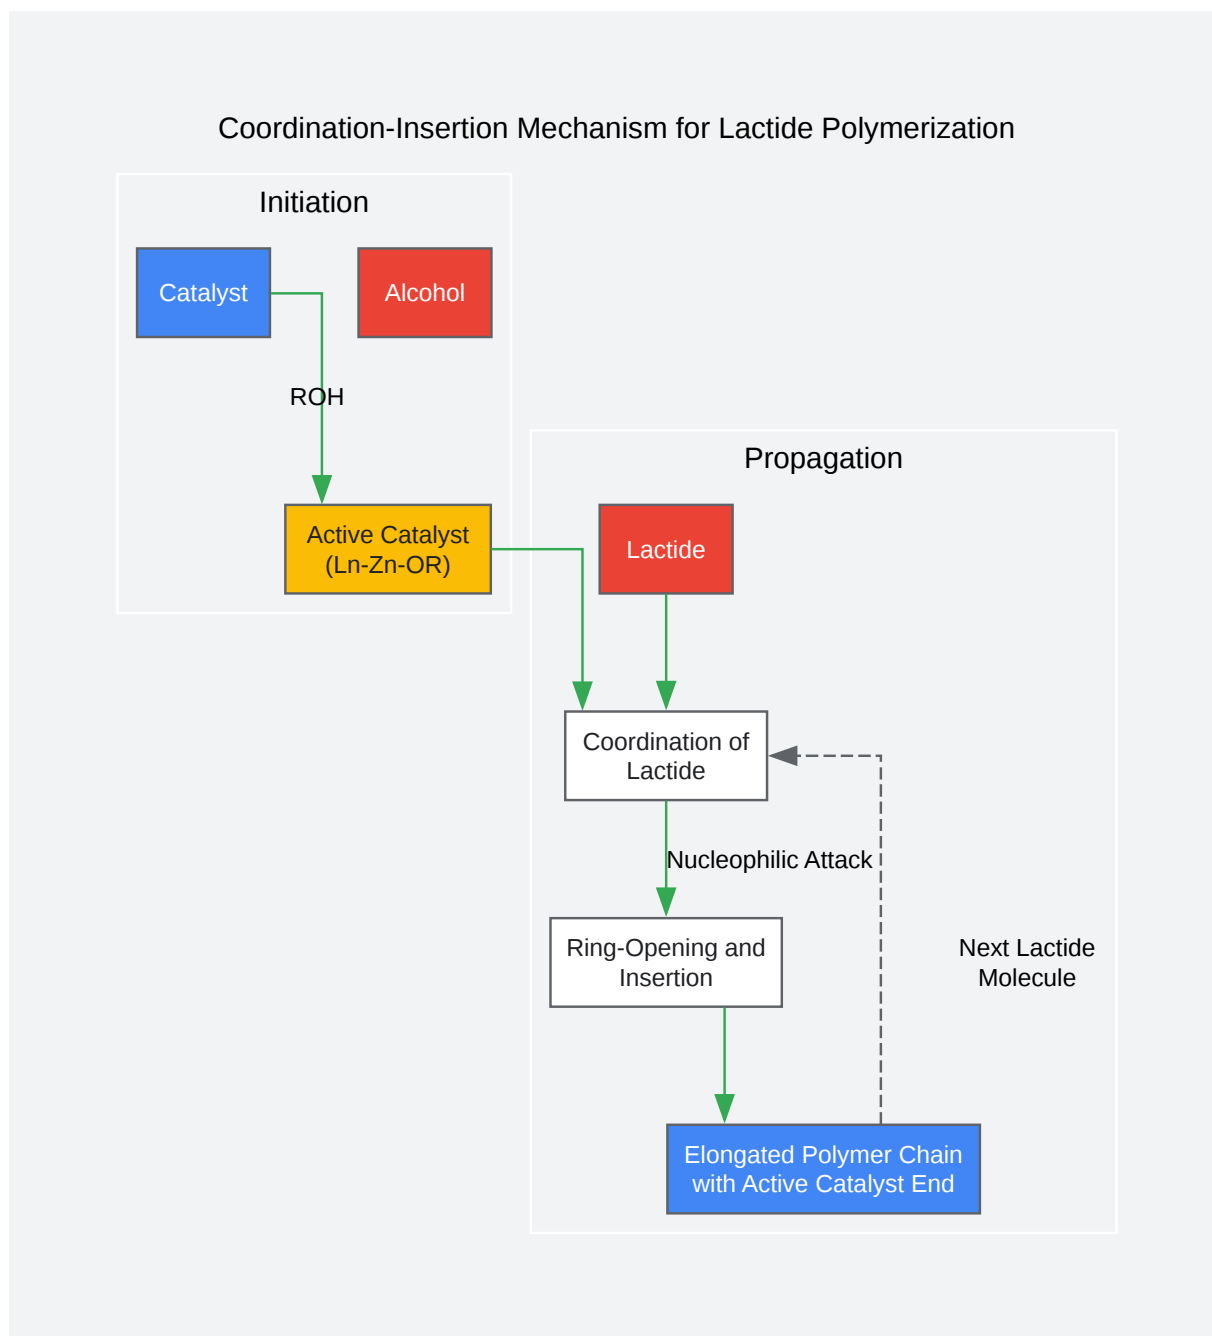 Coordination-Insertion Mechanism for Lactide Polymerization
Initiation
Catalyst
Alcohol
ROH
Active Catalyst
(Ln-Zn-OR)
Propagation
Lactide
Coordination of
Lactide
Nucleophilic Attack
Ring-Opening and
Insertion
Next Lactide
Molecule
Elongated Polymer Chain
with Active Catalyst End